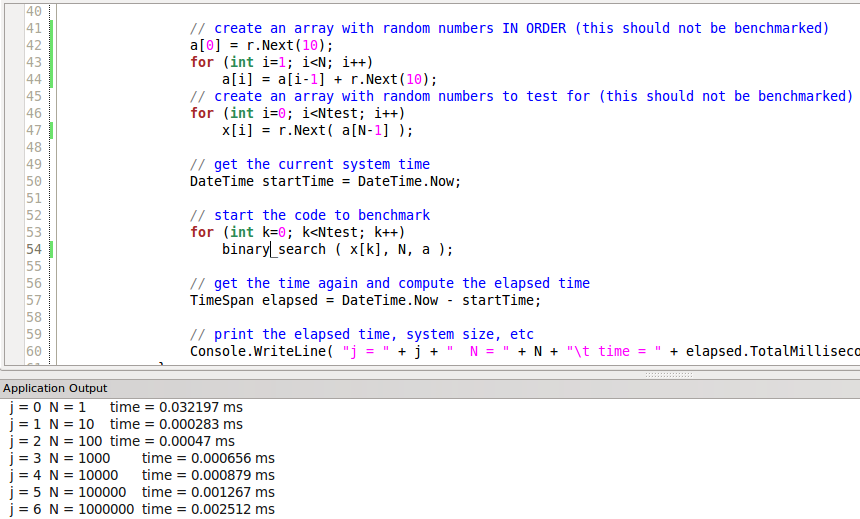 40
41 // create an array with random numbers IN ORDER (this should not be benchmarked)
42 a[0] = r.Next(10);
43 for (int i=1; i<N; i++)
44 a[i] = a[i-1] + r.Next(10);
45 // create an array with random numbers to test for (this should not be benchmarked)
46 for (int i=0; i<Ntest; i++)
47 x[i] = r.Next( a[N-1] );
48
49 // get the current system time
50 DateTime startTime = DateTime.Now;
51
52 // start the code to benchmark
53 for (int k=0; k<Ntest; k++)
54 binary_search ( x[k], N, a );
55
56 // get the time again and compute the elapsed time
57 TimeSpan elapsed = DateTime.Now - startTime;
58
59 // print the elapsed time, system size, etc
60 Console.WriteLine( "j = " + j + "  N = " + N + "\t time = " + elapsed.TotalMilliseco
Application Output
j = 0  N = 1 time = 0.032197 ms
j = 1  N = 10 time = 0.000283 ms
j = 2  N = 100 time = 0.00047 ms
j = 3  N = 1000 time = 0.000656 ms
j = 4  N = 10000 time = 0.000879 ms
j = 5  N = 100000 time = 0.001267 ms
j = 6  N = 1000000 time = 0.002512 ms